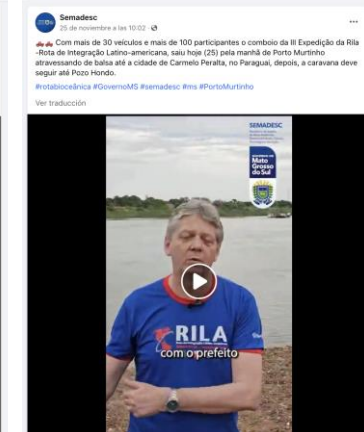 Semadesc
25 de noviembre a las 10:02 ·
Com mais de 30 veículos e mais de 100 participantes o comboio da III Expedição da Rila
-Rota de Integração Latino-americana, saiu hoje (25) pela manhã de Porto Murtinho
atravessando de balsa até a cidade de Carmelo Peralta, no Paraguai, depois, a caravana deve
seguir até Pozo Hondo.
#rotabioceânica #GovernoMS #semadesc #ms #PortoMurtinho
Ver traducción
SEMADESC
GOVERNO DE
Mato
Grosso
do Sul
RILA
com o prefeito